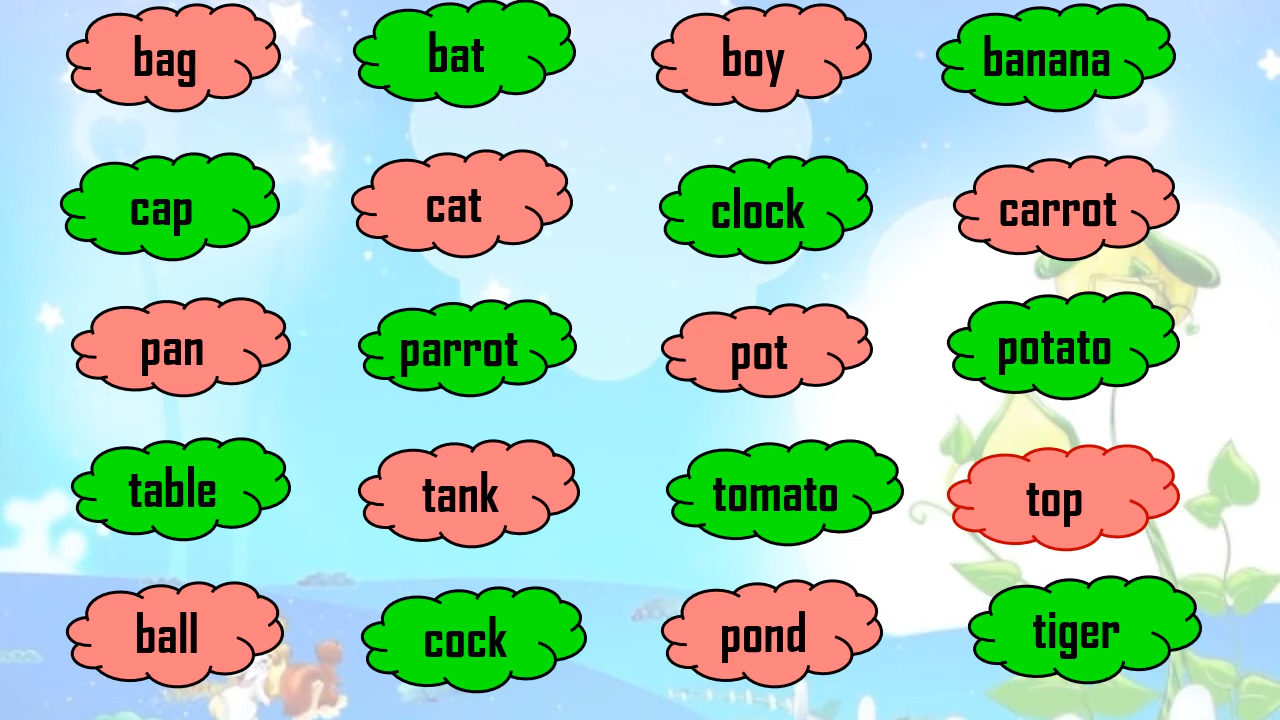 bag bat boy banana
cap cat clock carrot
pan parrot pot potato
table tank tomato top
ball cock pond tiger